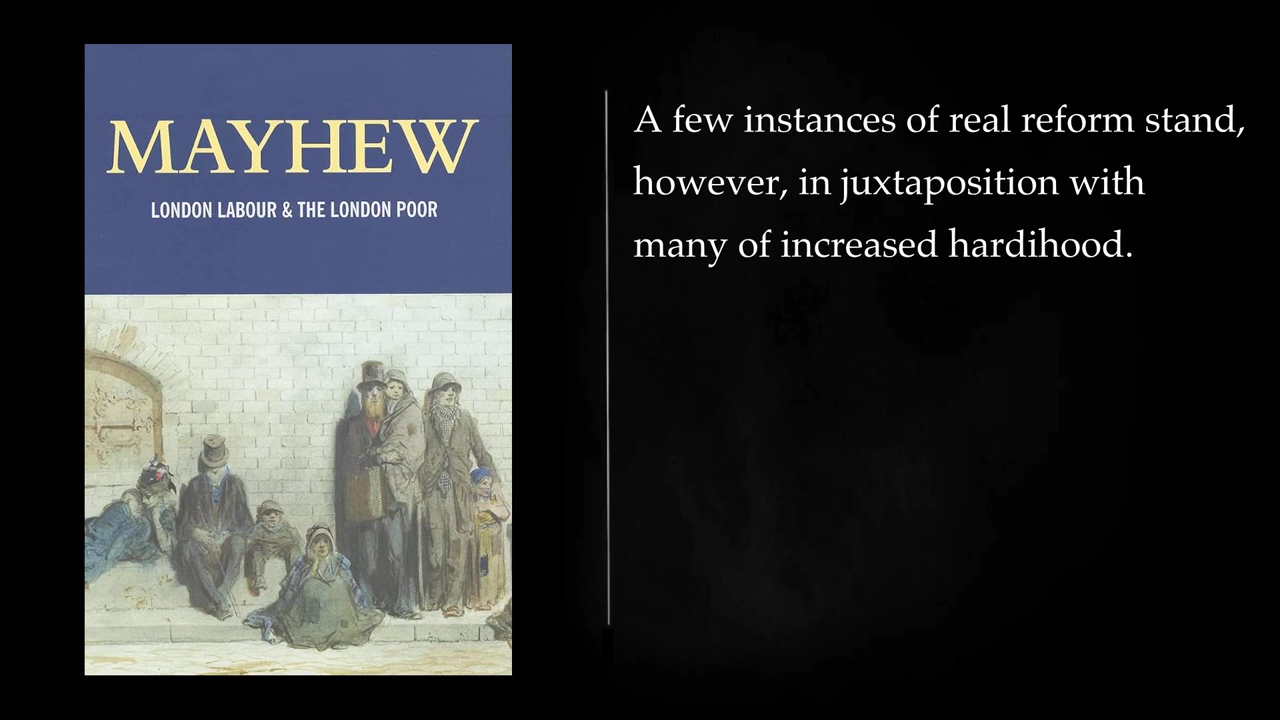 MAYHEW
LONDON LABOUR & THE LONDON POOR
A few instances of real reform stand,
however, in juxtaposition with
many of increased hardihood.